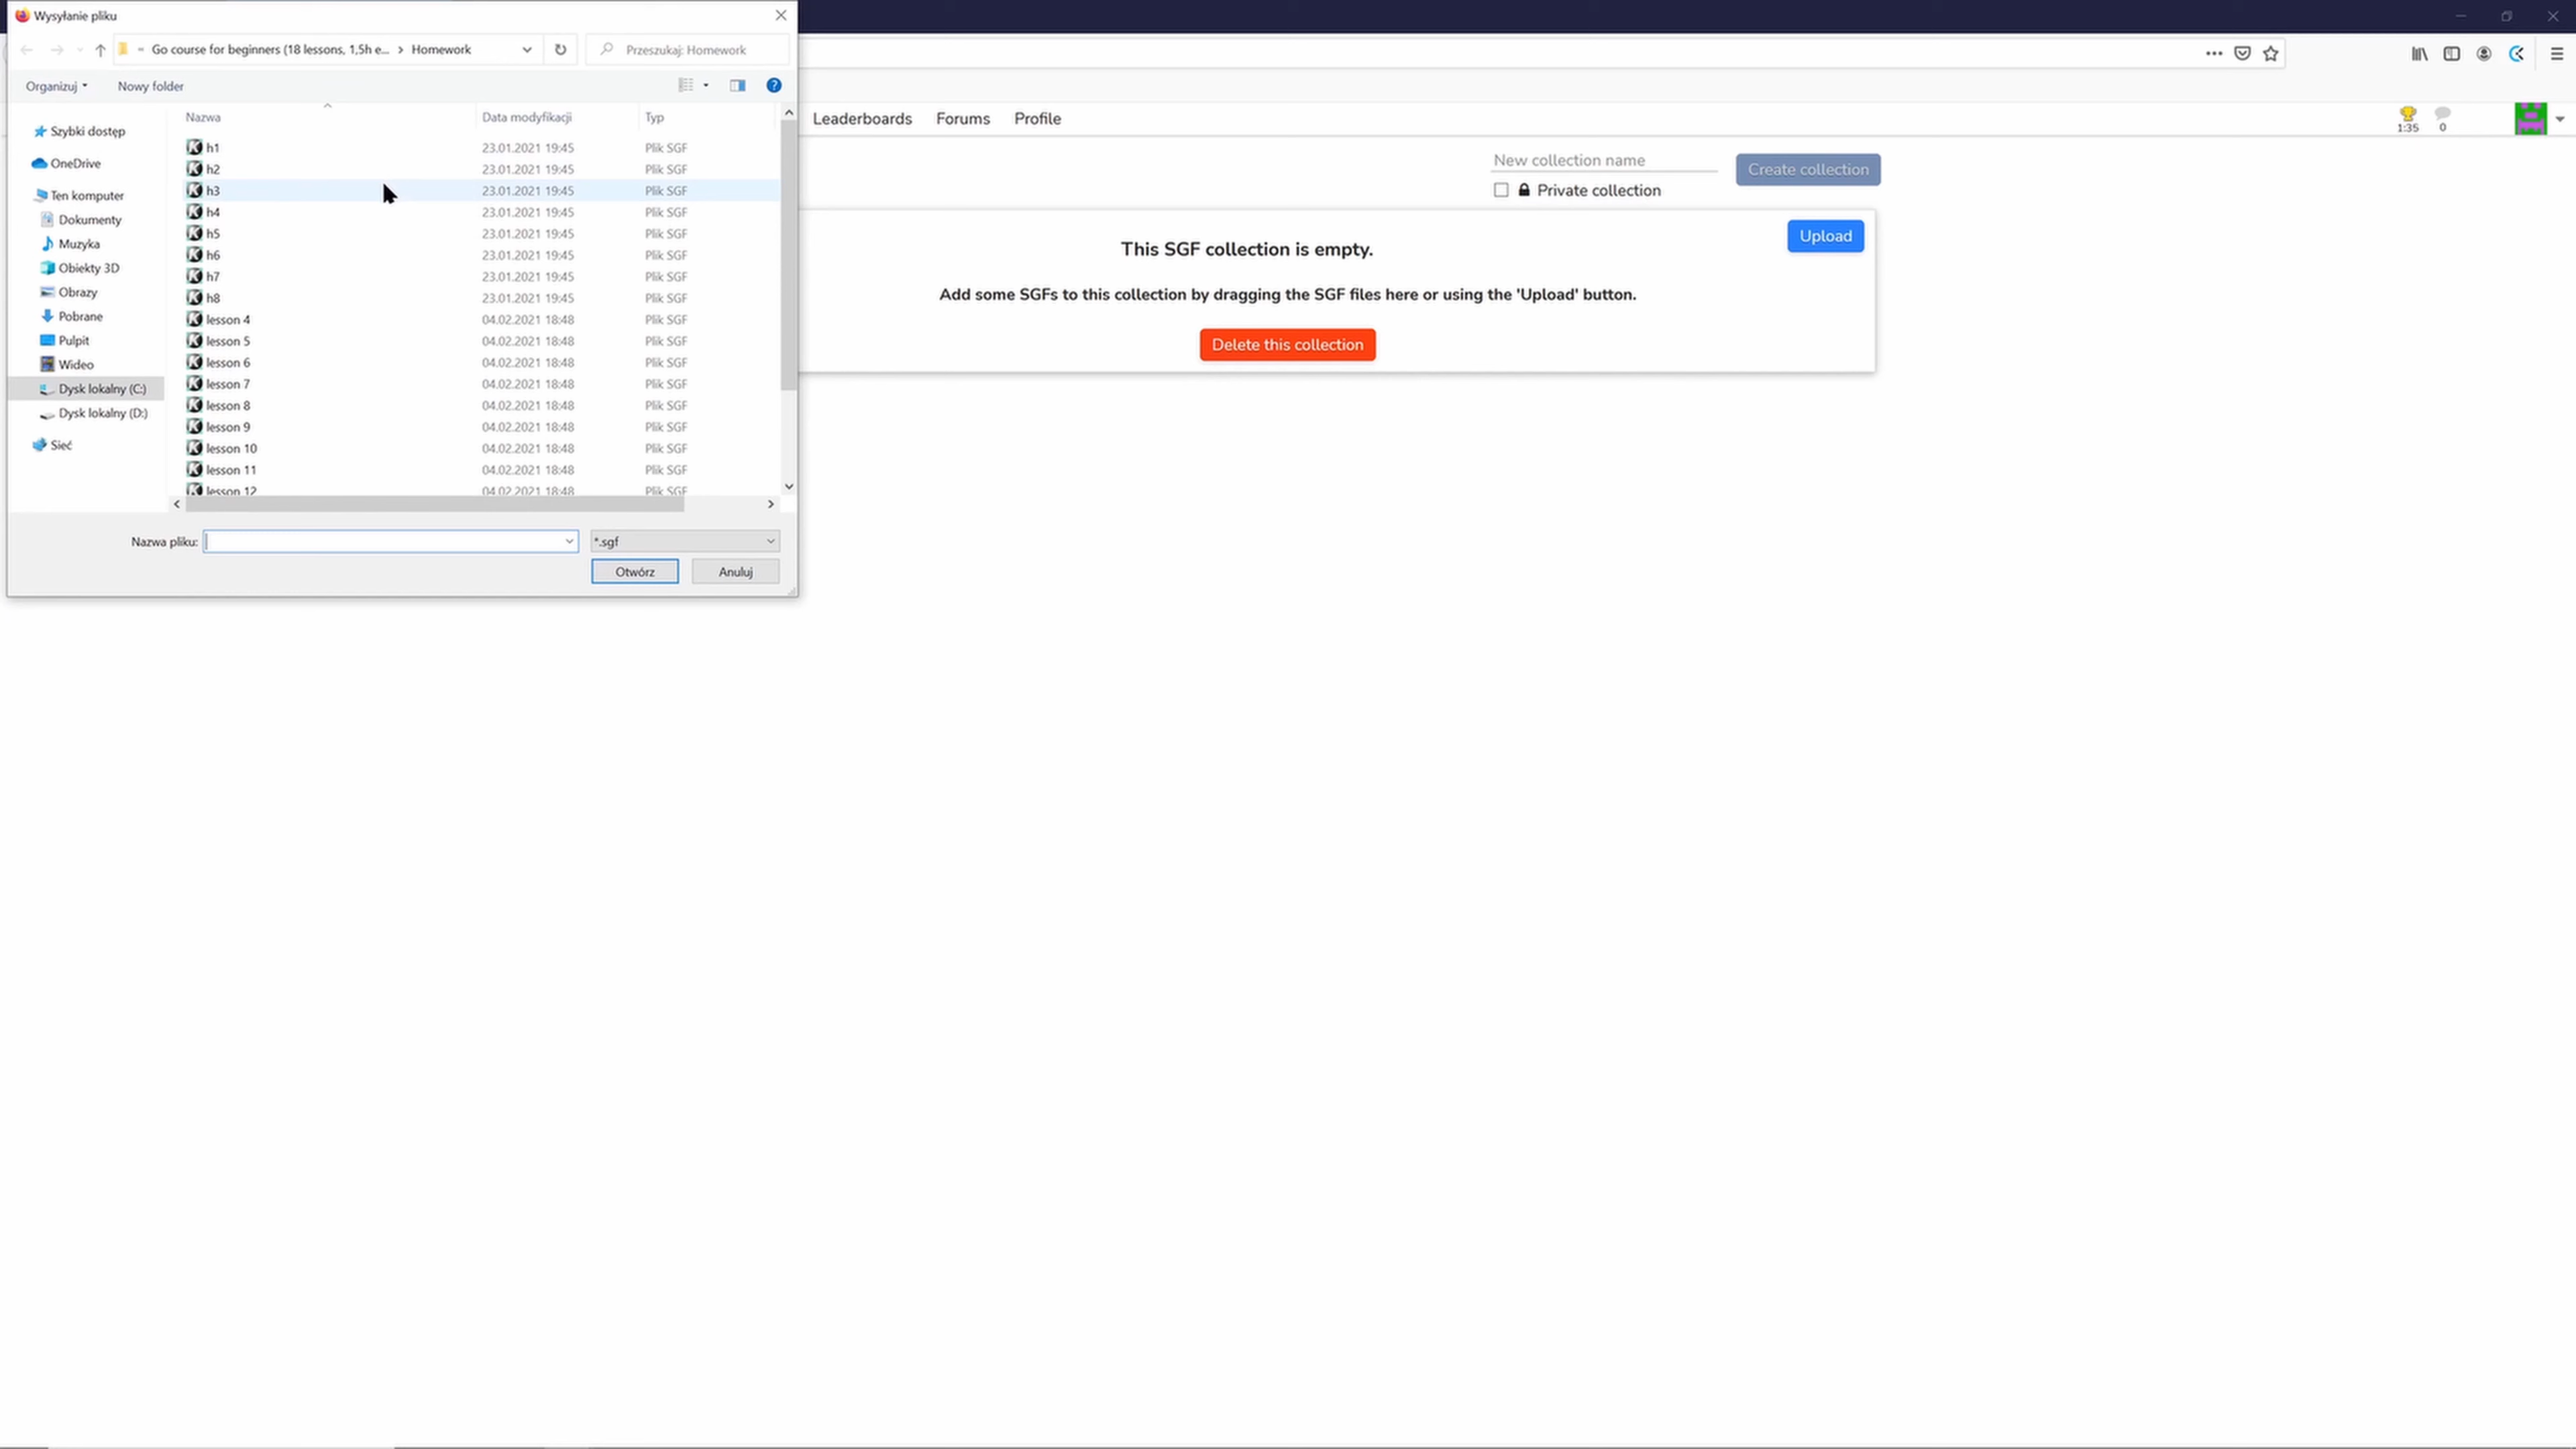 Wysyłanie pliku
Go course for beginners (18 lessons, 1,5h e... > Homework
Przeszukaj: Homework
Organizuj
Nowy folder
Szybki dostęp
OneDrive
Ten komputer
Dokumenty
Muzyka
Obiekty 3D
Obrazy
Pobrane
Pulpit
Wideo
Dysk lokalny (C:)
Dysk lokalny (D:)
Sieć
Nazwa Data modyfikacji Typ
h1 23.01.2021 19:45 Plik SGF
h2 23.01.2021 19:45 Plik SGF
h3 23.01.2021 19:45 Plik SGF
h4 23.01.2021 19:45 Plik SGF
h5 23.01.2021 19:45 Plik SGF
h6 23.01.2021 19:45 Plik SGF
h7 23.01.2021 19:45 Plik SGF
h8 23.01.2021 19:45 Plik SGF
lesson 4 04.02.2021 18:48 Plik SGF
lesson 5 04.02.2021 18:48 Plik SGF
lesson 6 04.02.2021 18:48 Plik SGF
lesson 7 04.02.2021 18:48 Plik SGF
lesson 8 04.02.2021 18:48 Plik SGF
lesson 9 04.02.2021 18:48 Plik SGF
lesson 10 04.02.2021 18:48 Plik SGF
lesson 11 04.02.2021 18:48 Plik SGF
lesson 12 04.02.2021 18:48 Plik SGF
Nazwa pliku:
*.sgf
Otwórz Anuluj
Leaderboards Forums Profile
1:35 0
New collection name
Create collection
Private collection
Upload
This SGF collection is empty.
Add some SGFs to this collection by dragging the SGF files here or using the 'Upload' button.
Delete this collection